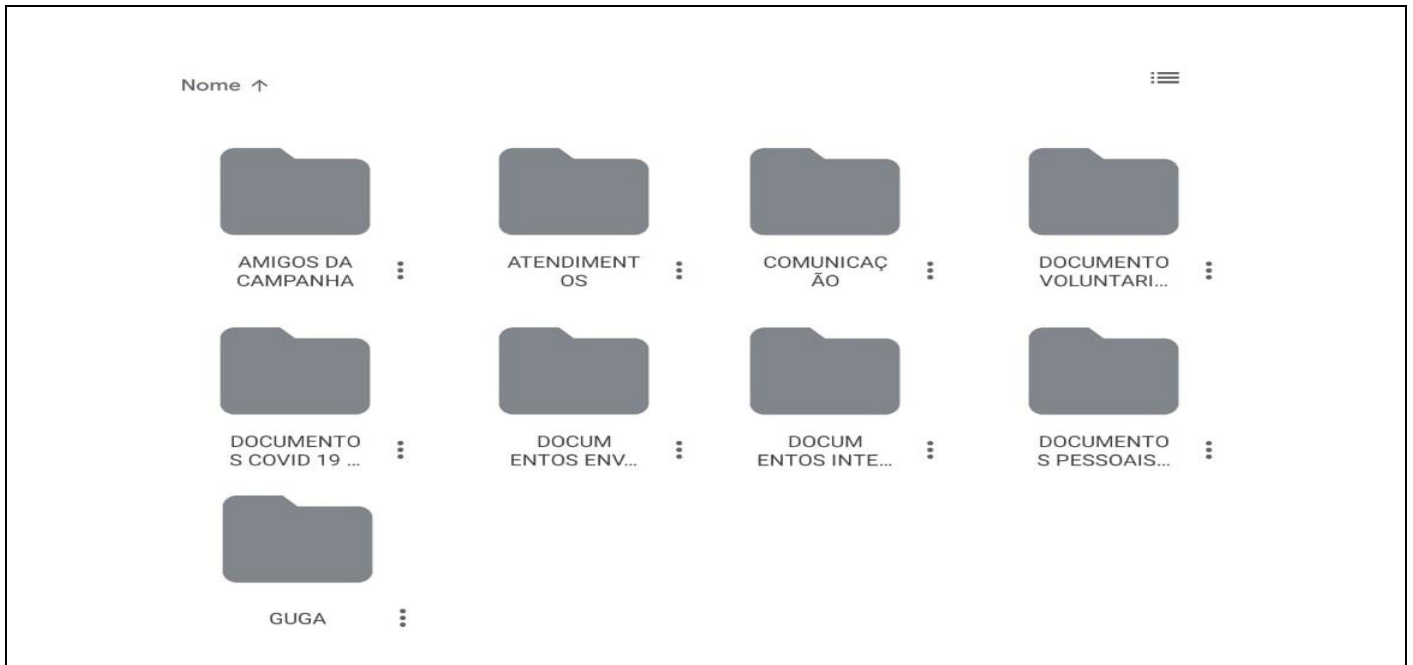 Nome ↑
AMIGOS DA
CAMPANHA
ATENDIMENT
OS
COMUNICAÇ
ÃO
DOCUMENTO
VOLUNTARI...
DOCUMENTO
S COVID 19 ...
DOCUM
ENTOS ENV...
DOCUM
ENTOS INTE...
DOCUMENTO
S PESSOAIS...
GUGA